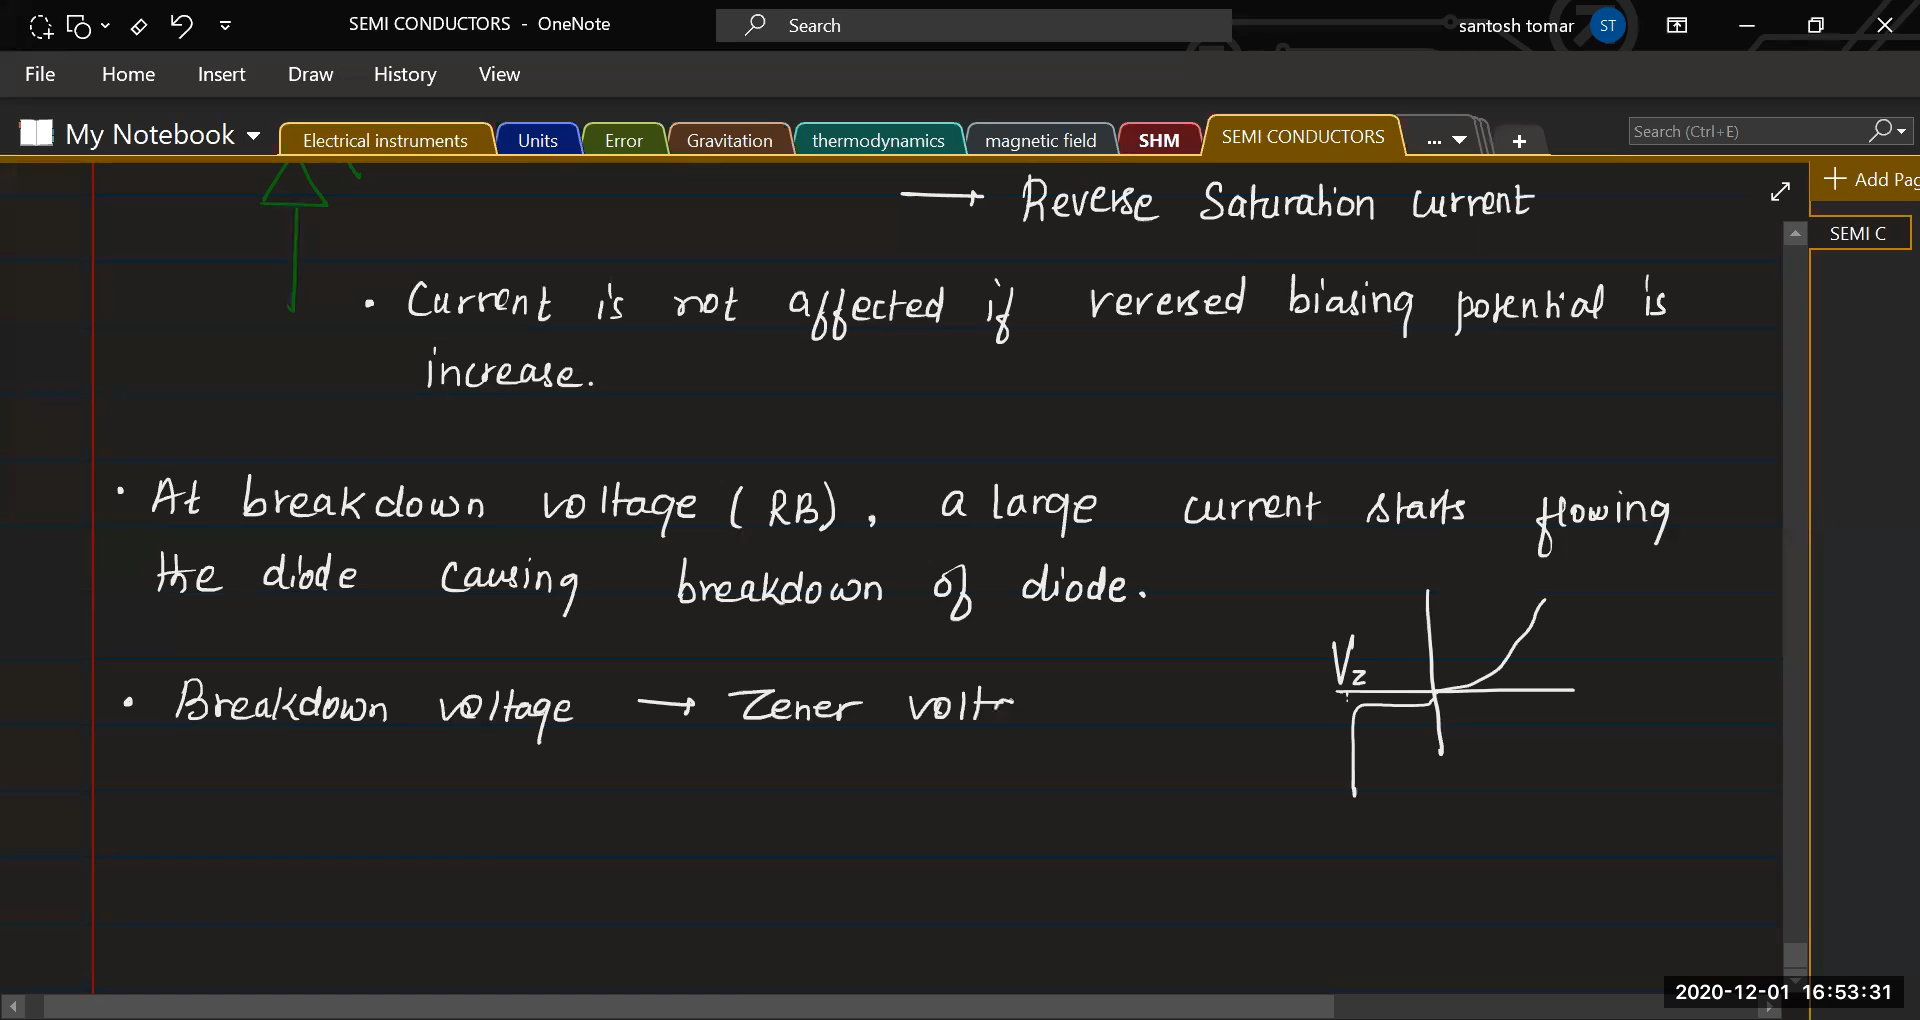 SEMI CONDUCTORS - OneNote
Search
santosh tomar
ST
File Home Insert Draw History View
My Notebook
Electrical instruments
Units
Error
Gravitation
thermodynamics
magnetic field
SHM
SEMI CONDUCTORS
...
+
Search (Ctrl+E)
+ Add Pag
SEMI C
→ Reverse Saturation current
• Current is not affected if reversed biasing potential is
increase.
• At breakdown voltage (RB), a large current starts flowing
the diode causing breakdown of diode.
Vz
• Breakdown voltage → Zener volt
2020-12-01 16:53:31